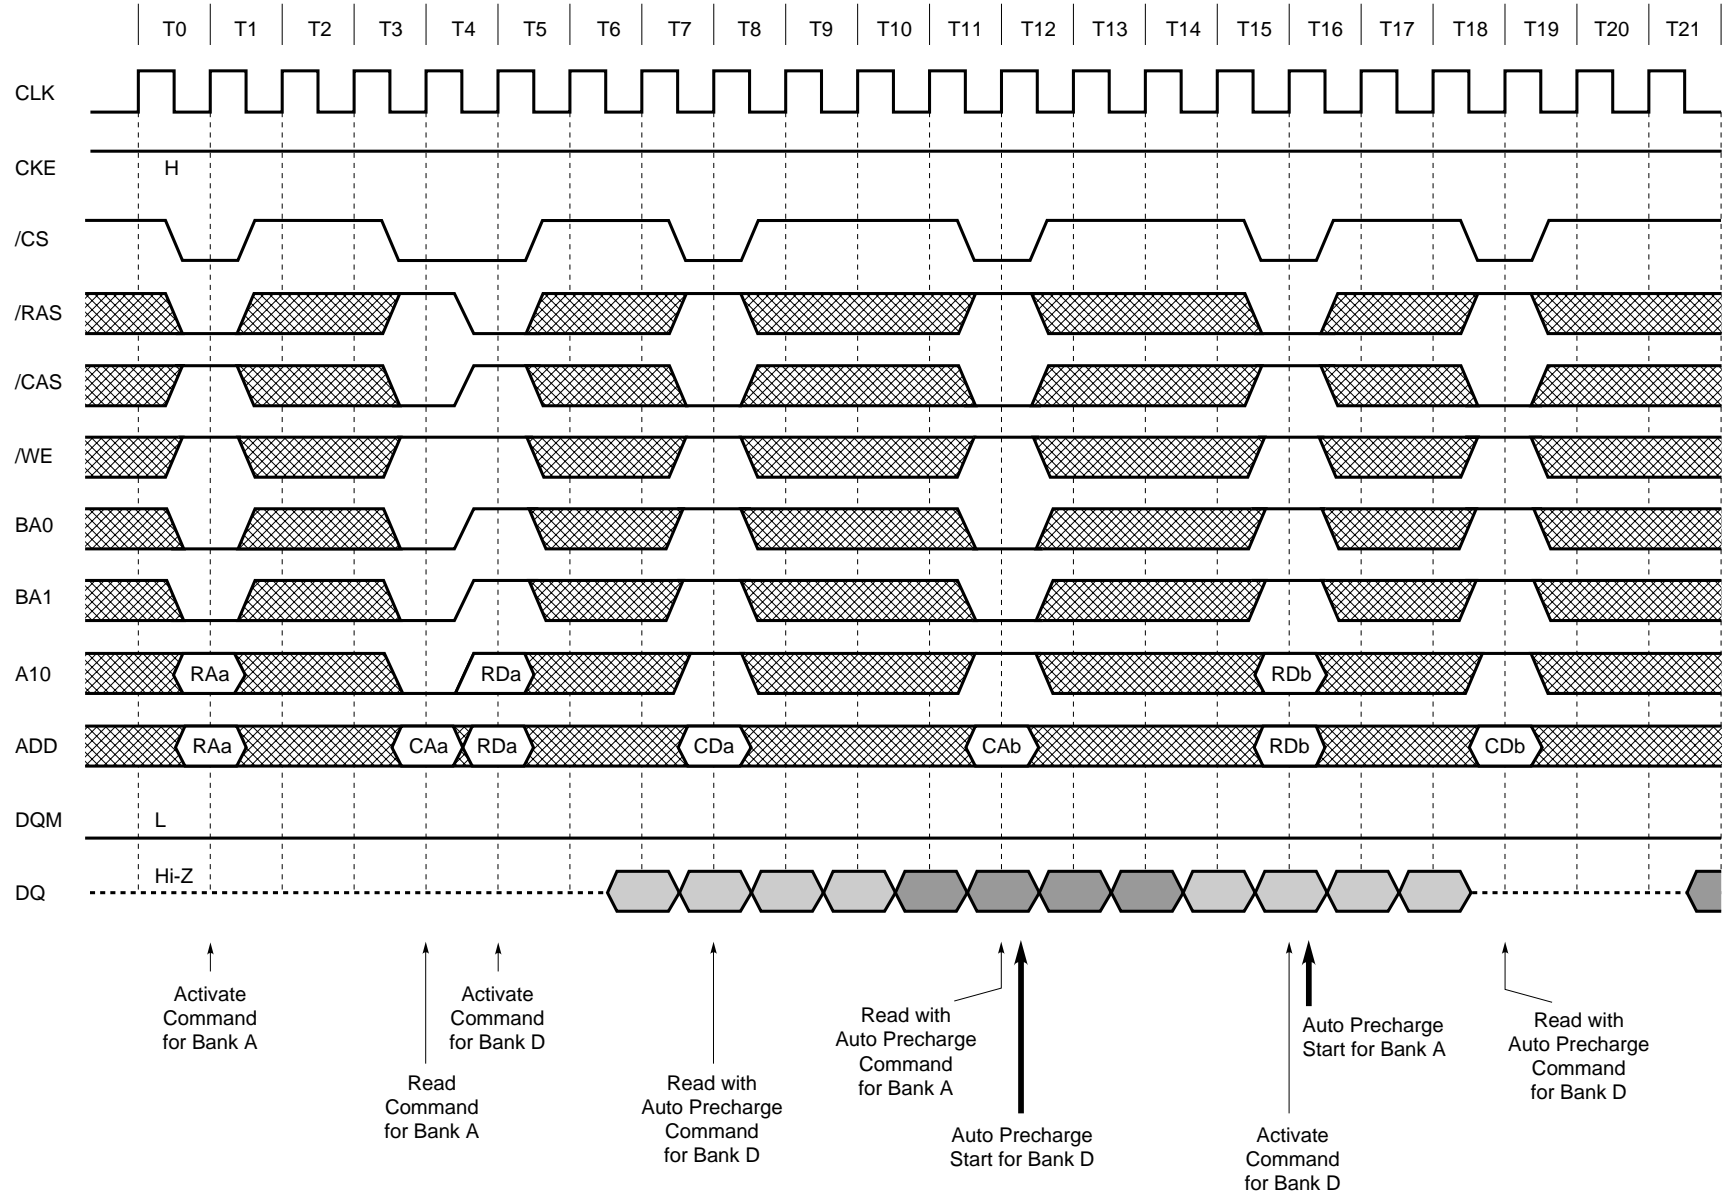 T0 T1 T2 T3 T4 T5 T6 T7 T8 T9 T10 T11 T12 T13 T14 T15 T16 T17 T18 T19 T20 T21
CLK
CKE H
/CS
/RAS
/CAS
/WE
BA0
BA1
A10 RAa RDa RDb
ADD RAa CAa RDa CDa CAb RDb CDb
DQM L
DQ Hi-Z
Activate
Command
for Bank A
Read
Command
for Bank A
Activate
Command
for Bank D
Read with
Auto Precharge
Command
for Bank D
Read with
Auto Precharge
Command
for Bank A
Auto Precharge
Start for Bank D
Activate
Command
for Bank D
Auto Precharge
Start for Bank A
Read with
Auto Precharge
Command
for Bank D